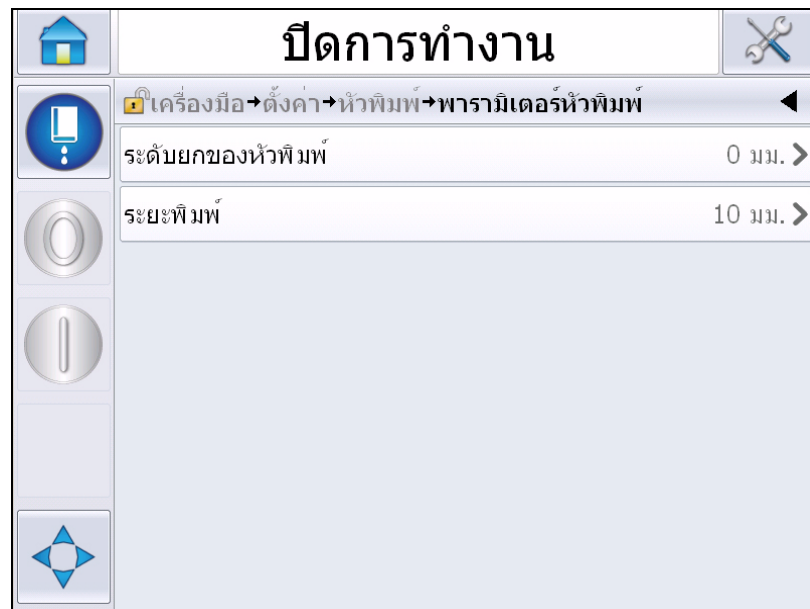 ปิดการทำงาน
เครื่องมือ→ตั้งค่า→หัวพิมพ์→พารามิเตอร์หัวพิมพ์
ระดับยกของหัวพิมพ์ 0 มม.
ระยะพิมพ์ 10 มม.